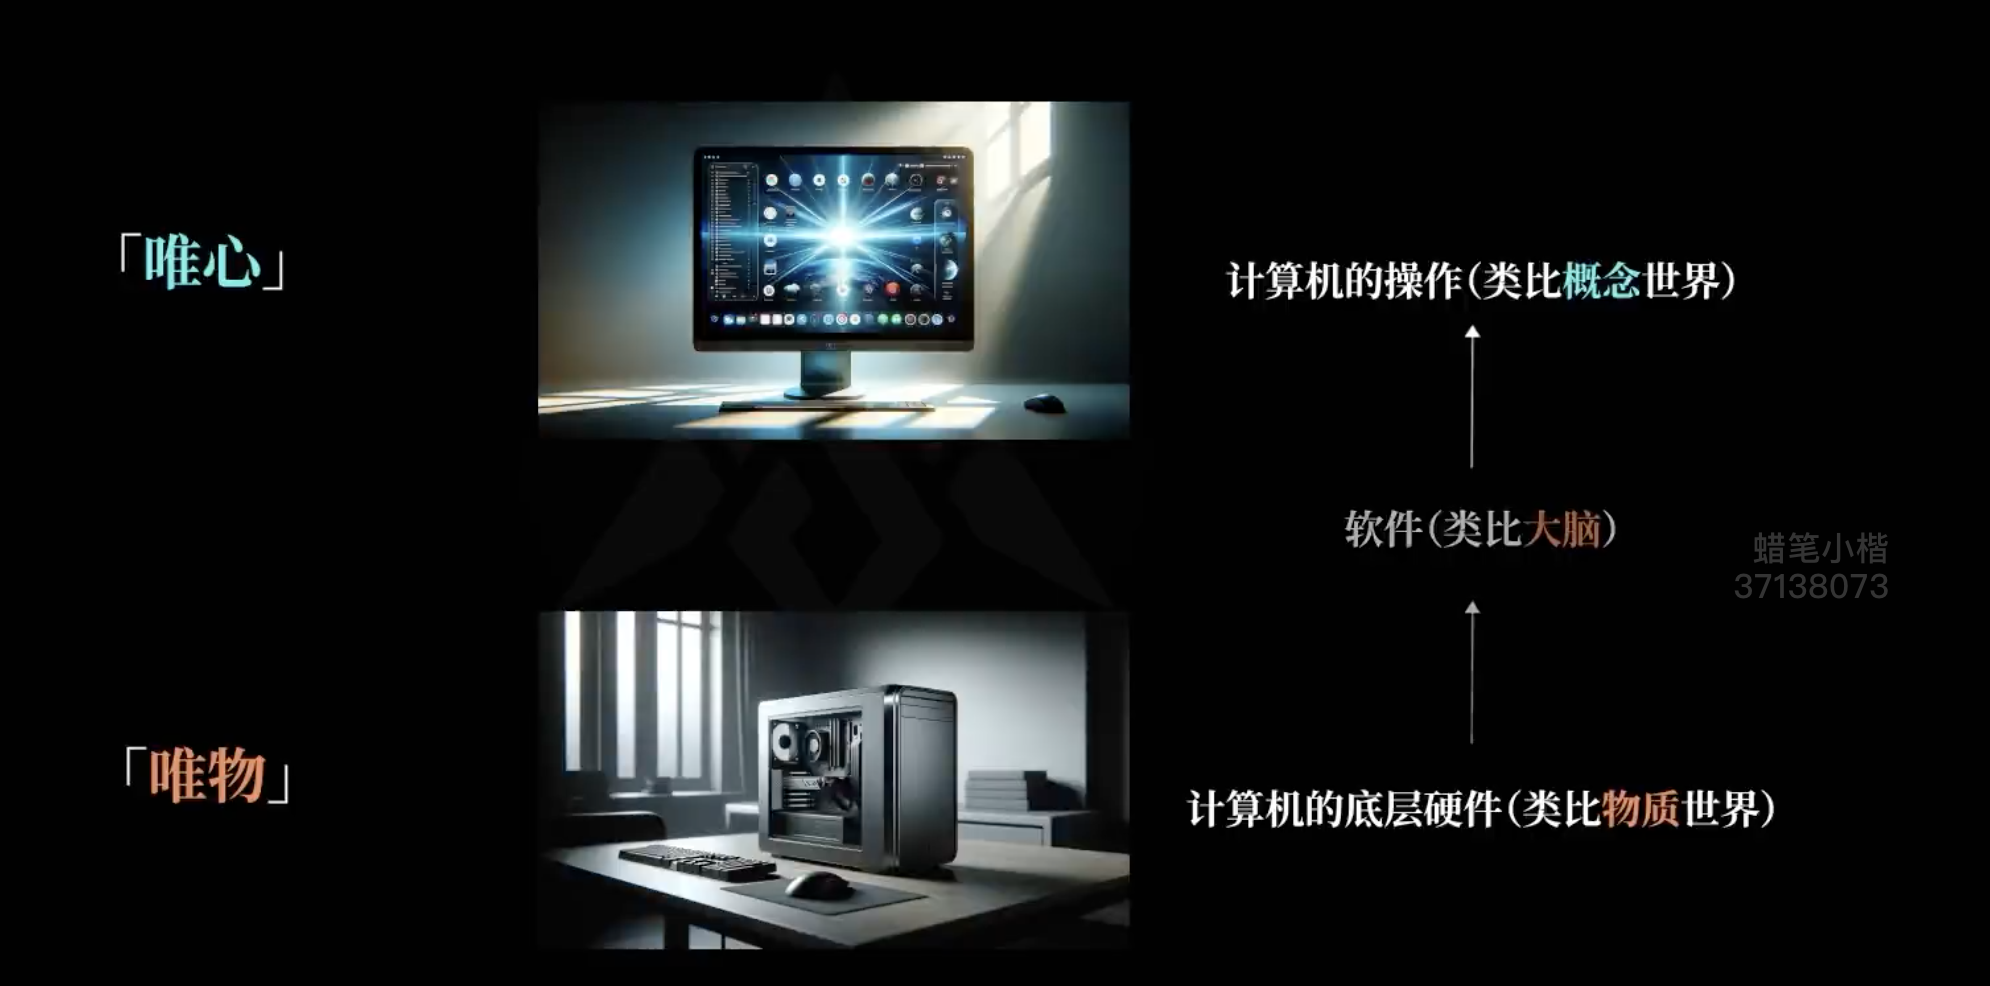 「唯心」
计算机的操作(类比概念世界)
软件(类比大脑)
蜡笔小楷
37138073
「唯物」
计算机的底层硬件(类比物质世界)